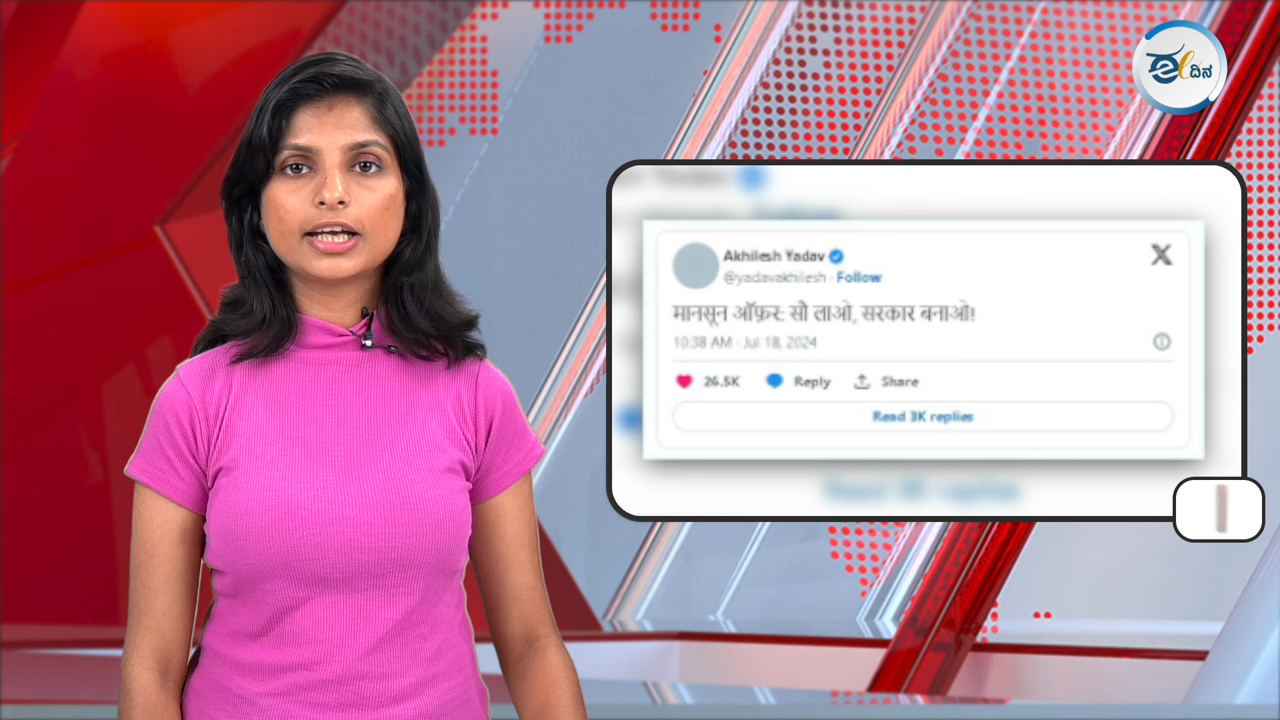 eಲ ದಿನ
Akhilesh Yadav
@yadavakhilesh · Follow
मानसून ऑफ़र: सौ लाओ, सरकार बनाओ!
10:38 AM · Jul 18, 2024
26.5K Reply Share
Read 3K replies